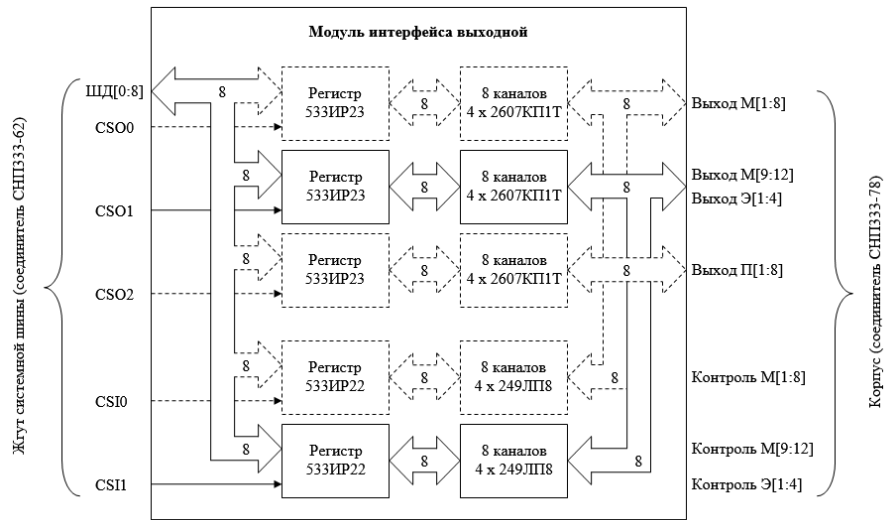 Модуль интерфейса выходной
Жгут системной шины (соединитель СНП333-62)
ШД[0:8]
8
Регистр
533ИР23
8
8 каналов
4 x 2607КП1Т
8
Выход М[1:8]
CSO0
8
Регистр
533ИР23
8
8 каналов
4 x 2607КП1Т
8
Выход М[9:12]
Выход Э[1:4]
CSO1
8
Регистр
533ИР23
8
8 каналов
4 x 2607КП1Т
8
Выход П[1:8]
CSO2
8
Регистр
533ИР22
8
8 каналов
4 x 249ЛП8
8
Контроль М[1:8]
CSI0
8
Регистр
533ИР22
8
8 каналов
4 x 249ЛП8
8
Контроль М[9:12]
Контроль Э[1:4]
CSI1
Корпус (соединитель СНП333-78)